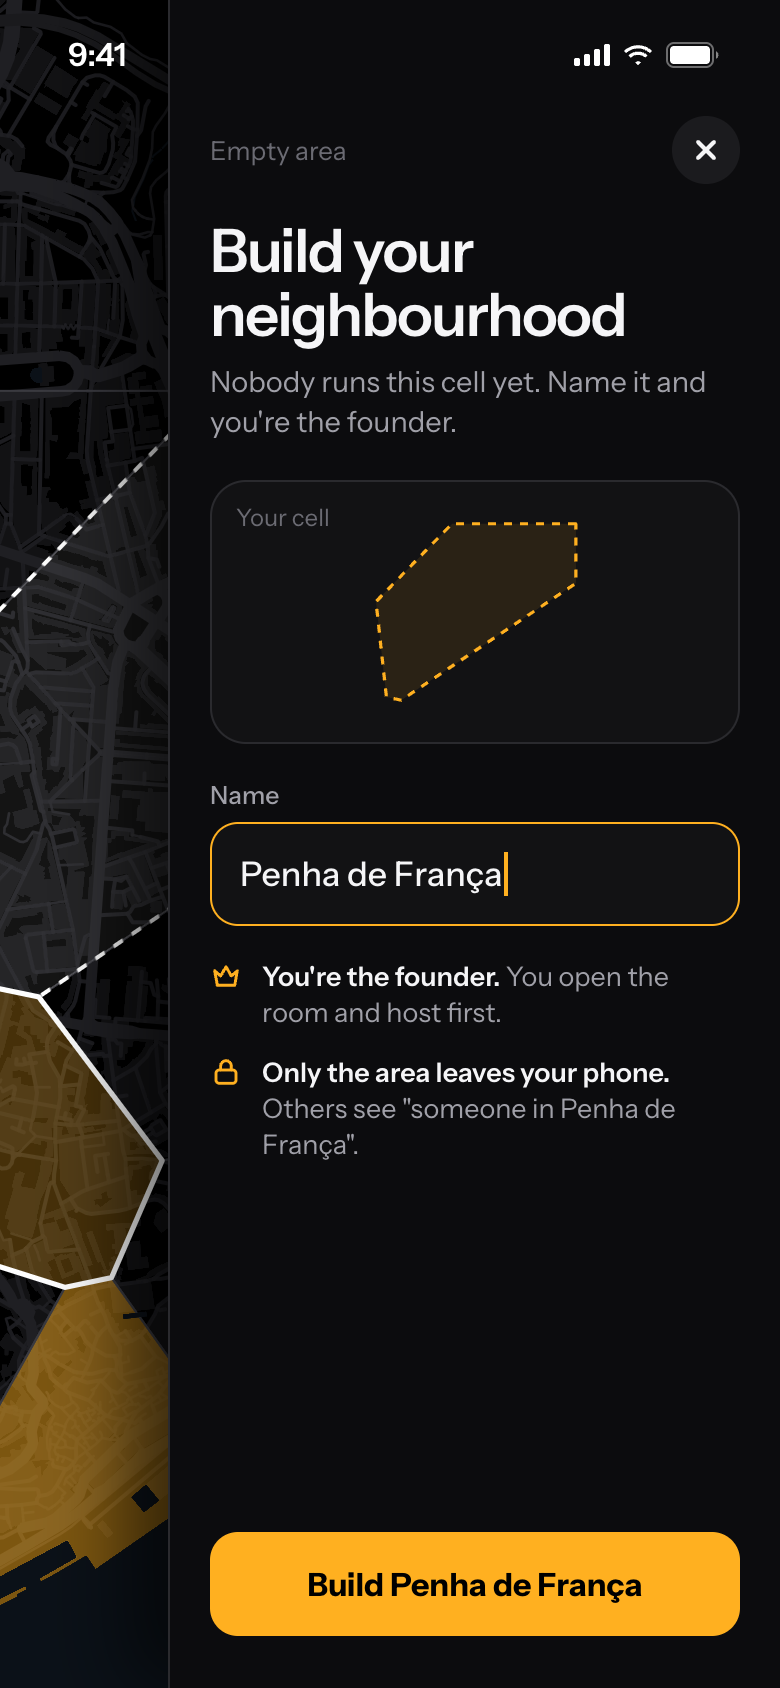 9:41
Empty area
Build your
neighbourhood
Nobody runs this cell yet. Name it and
you're the founder.
Your cell
Name
Penha de França
You're the founder. You open the
room and host first.
Only the area leaves your phone.
Others see "someone in Penha de
França".
Build Penha de França